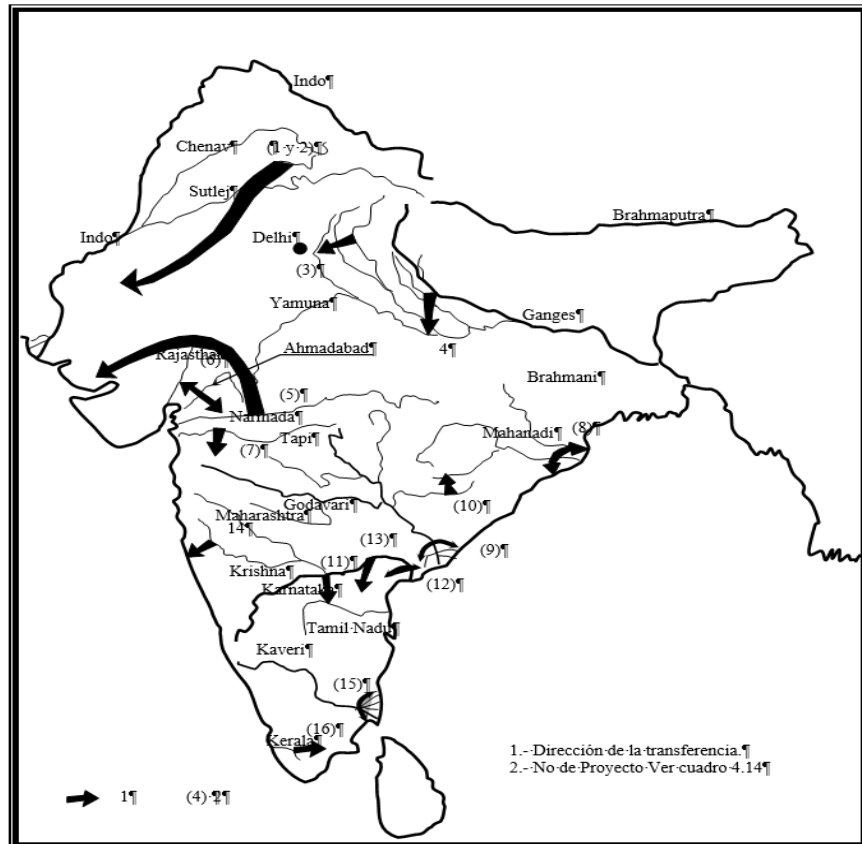 Indo¶
Chenav¶
(1 y 2)¶
Sutlej¶
Brahmaputra¶
Indo¶
Delhi¶
(3)¶
Yamuna¶
Ganges¶
4¶
Ahmadabad¶
Rajasthan
(6)¶
Brahmani¶
(5)¶
Narmada¶
Mahanadi¶
(8)¶
Tapi¶
(7)¶
Godavari¶
(10)¶
Maharashtra¶
14¶
(13)¶
(9)¶
(11)¶
Krishna¶
(12)¶
Karnataka¶
Tamil·Nadu¶
Kaveri¶
(15)¶
(16)¶
Kerala¶
1.-·Dirección·de·la·transferencia.¶
2.-·No·de·Proyecto·Ver·cuadro·4.14¶
1¶ (4)·2¶